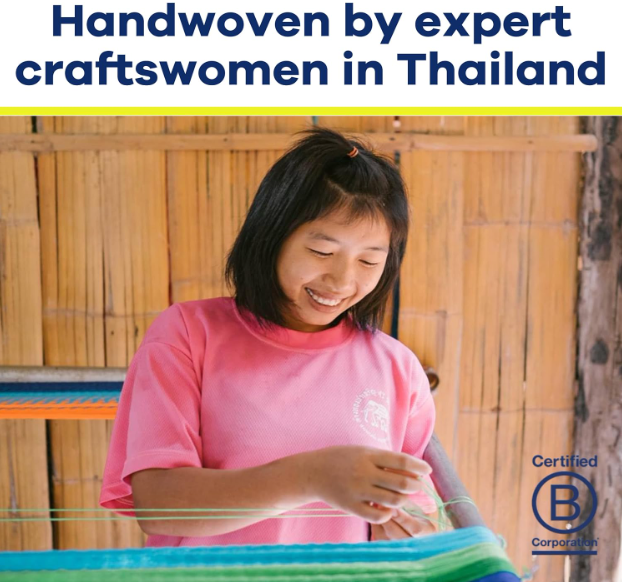 Handwoven by expert
craftswomen in Thailand
Certified
B
Corporation